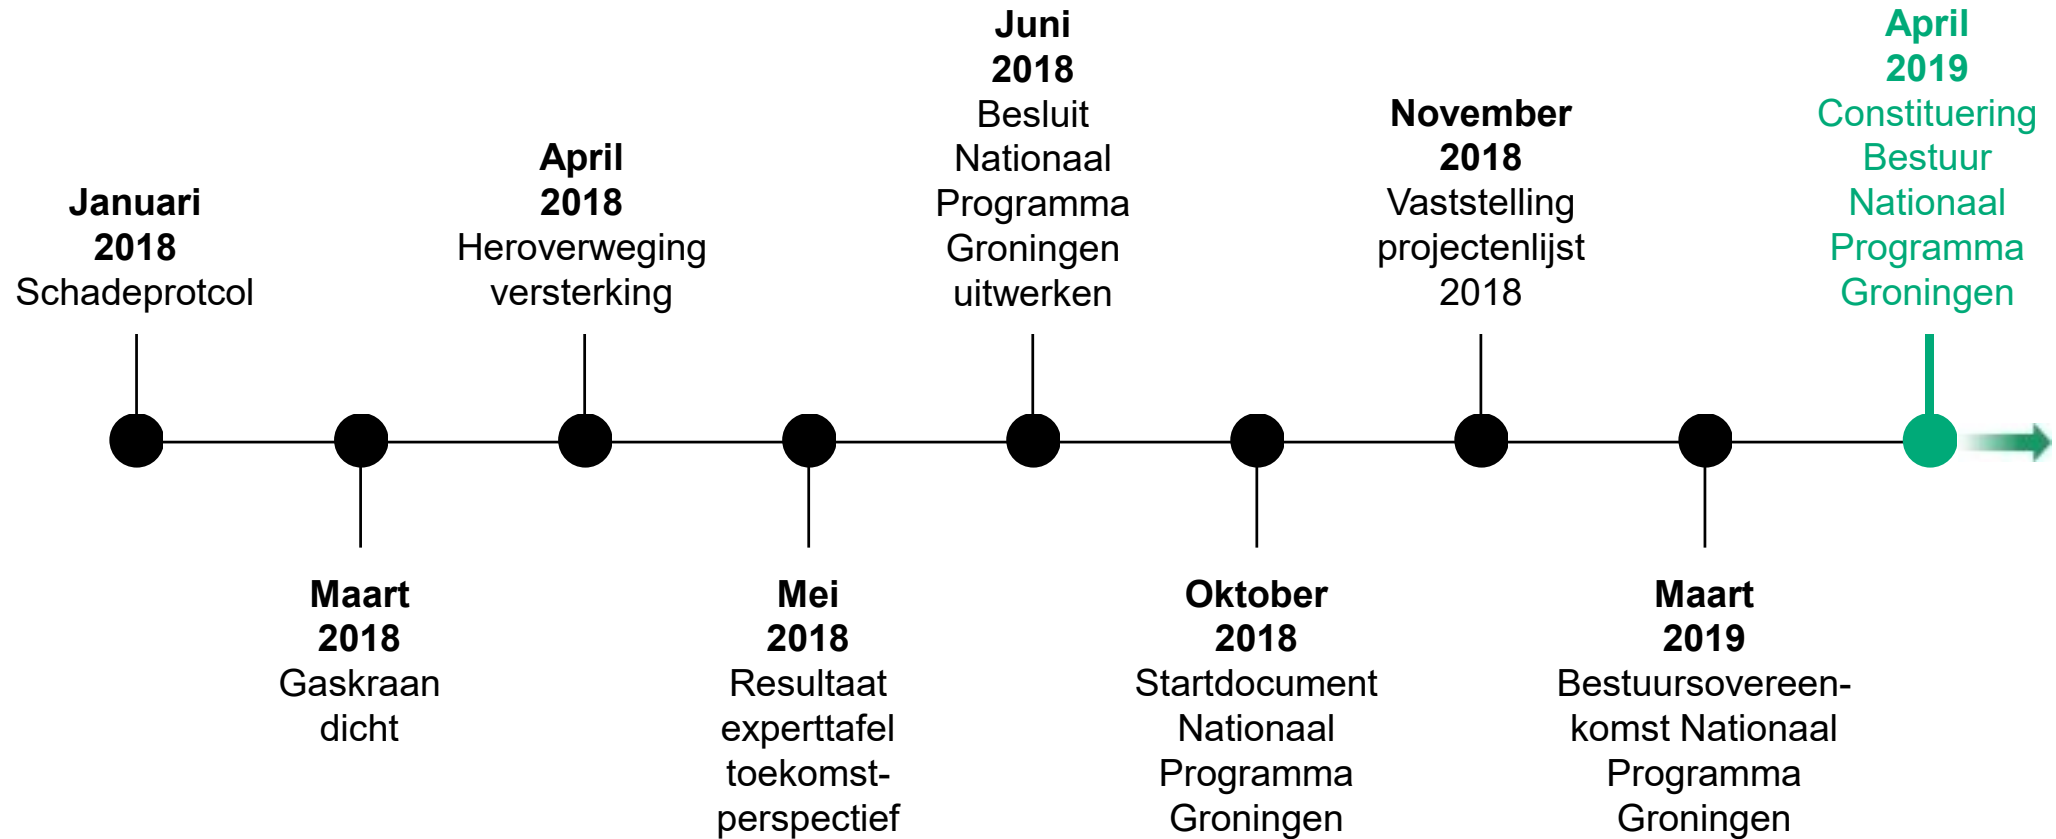 Januari
2018
Schadeprotcol
Maart
2018
Gaskraan
dicht
April
2018
Heroverweging
versterking
Mei
2018
Resultaat
experttafel
toekomst-
perspectief
Juni
2018
Besluit
Nationaal
Programma
Groningen
uitwerken
Oktober
2018
Startdocument
Nationaal
Programma
Groningen
November
2018
Vaststelling
projectenlijst
2018
Maart
2019
Bestuursovereen-
komst Nationaal
Programma
Groningen
April
2019
Constituering
Bestuur
Nationaal
Programma
Groningen